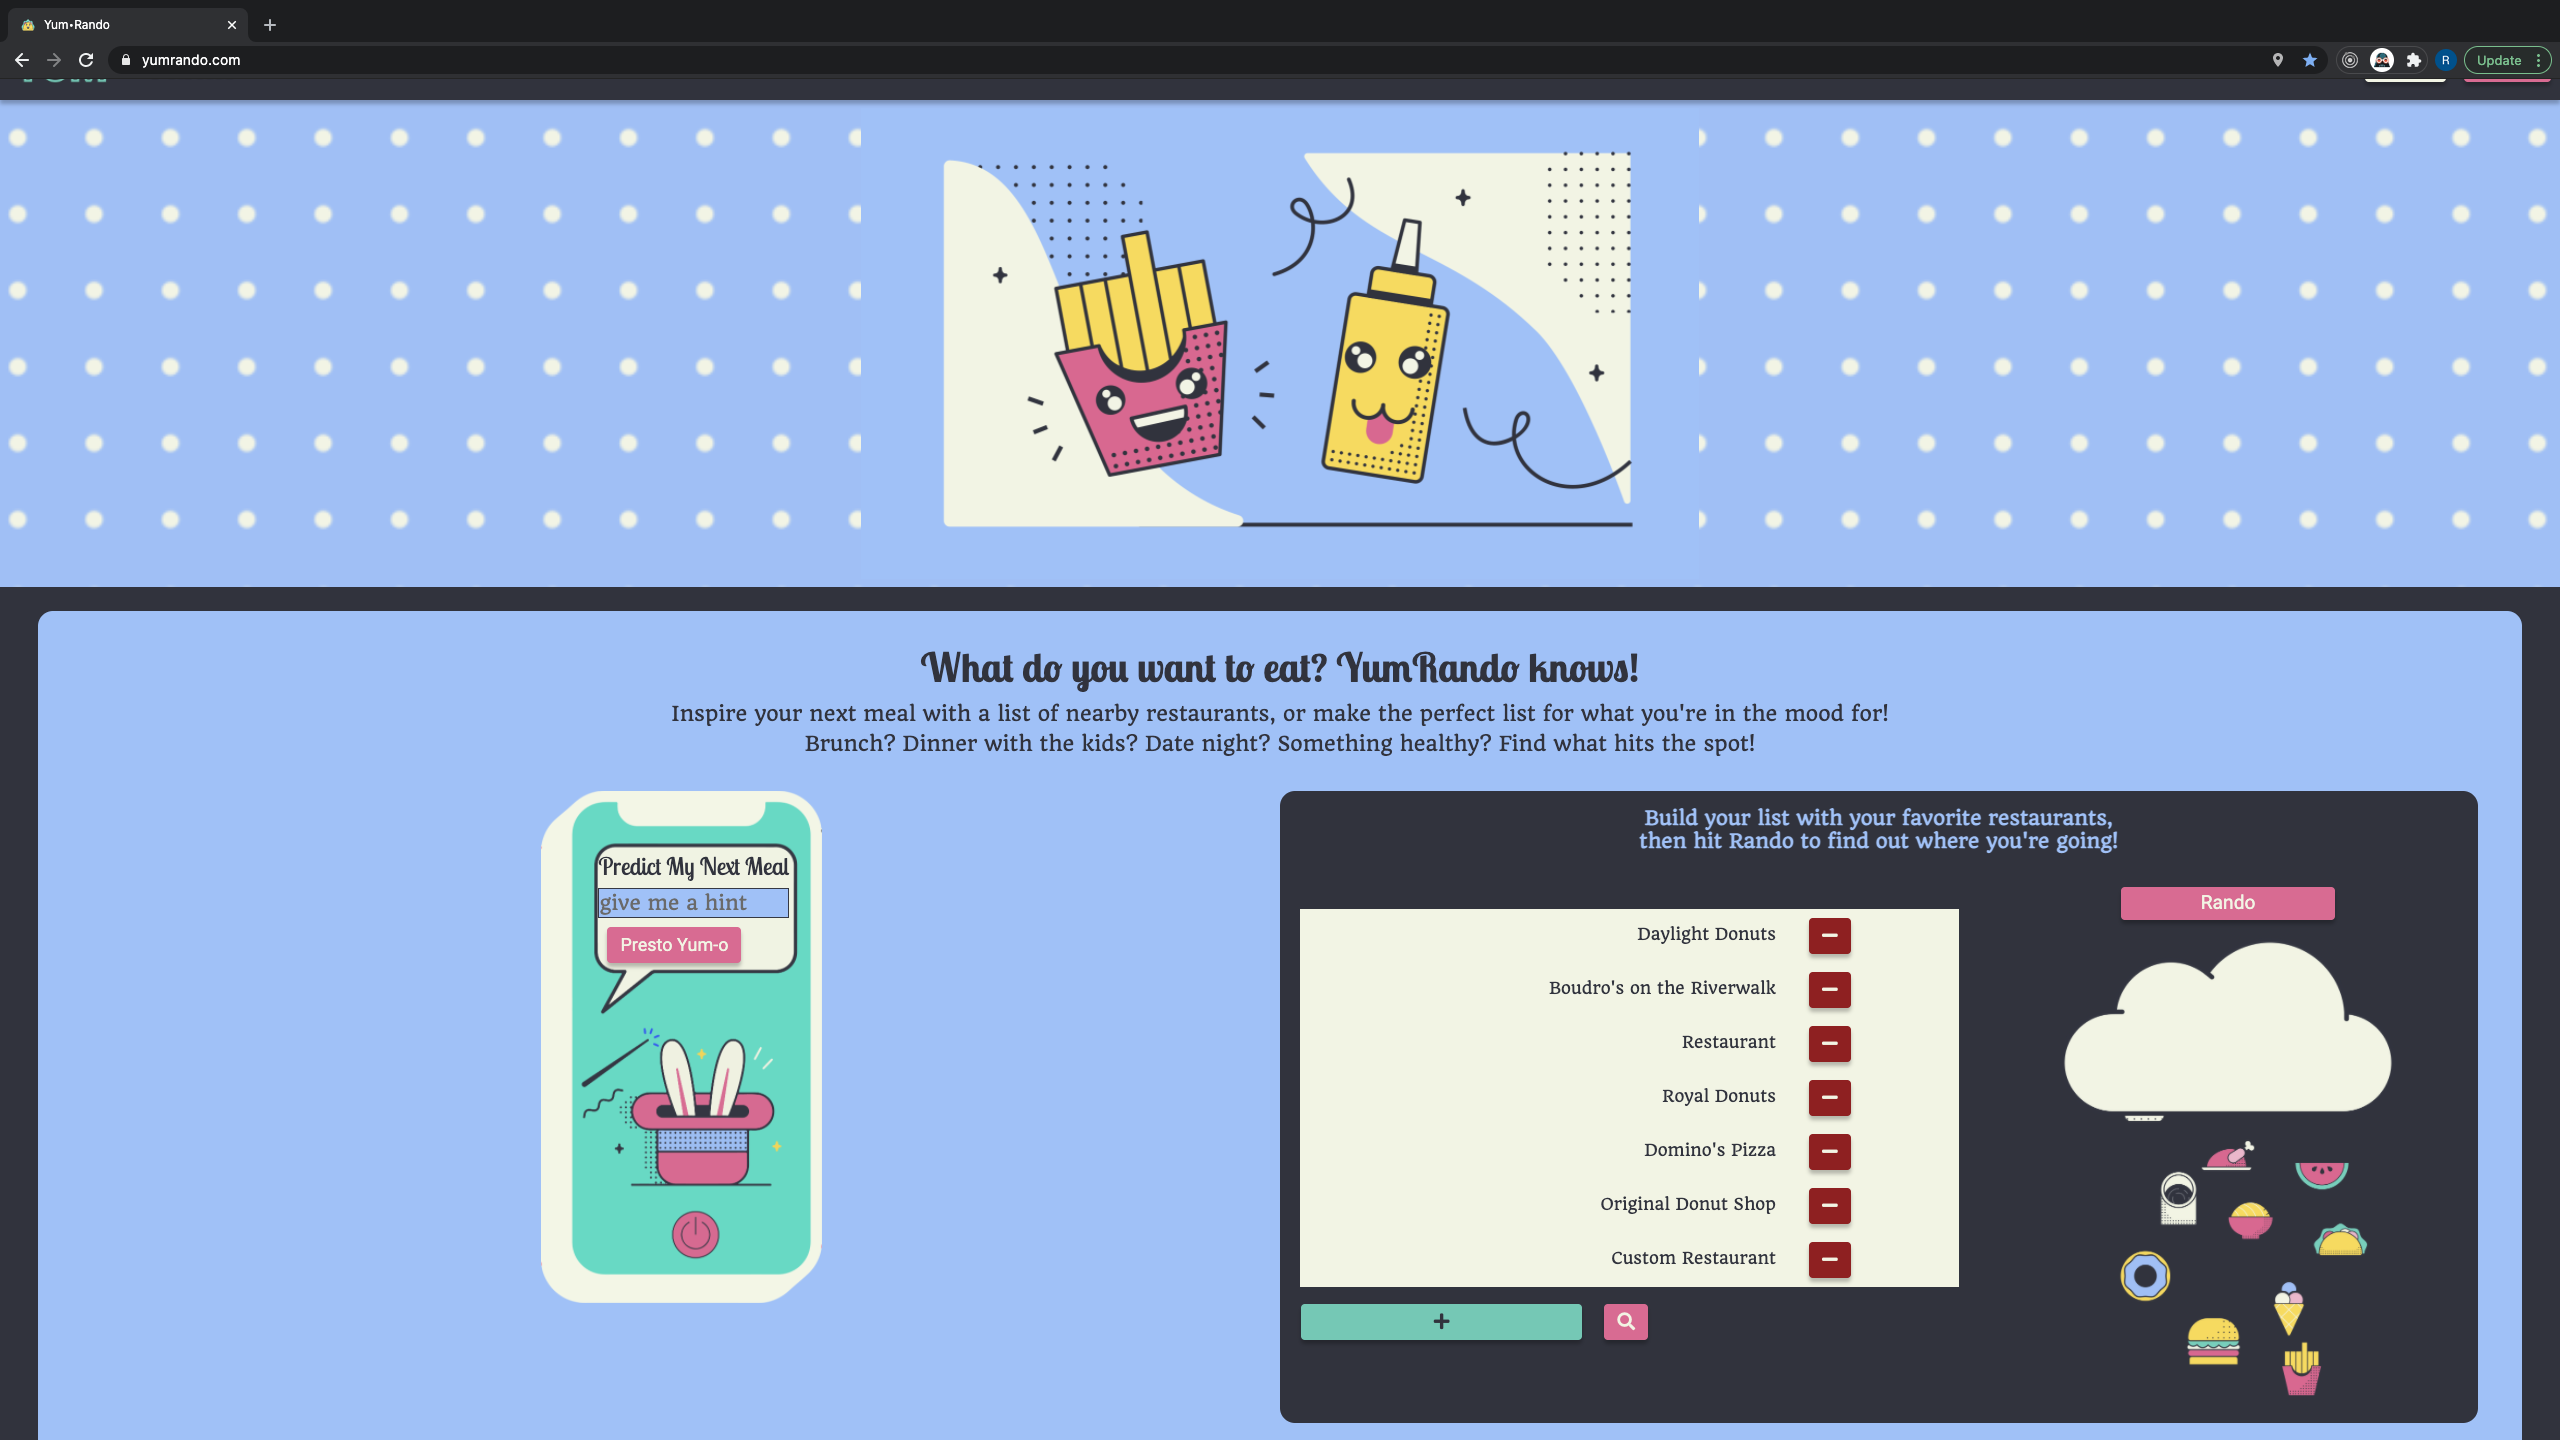 Yum•Rando
yumrando.com
R
Update
What do you want to eat? YumRando knows!
Inspire your next meal with a list of nearby restaurants, or make the perfect list for what you're in the mood for!
Brunch? Dinner with the kids? Date night? Something healthy? Find what hits the spot!
Predict My Next Meal
give me a hint
Presto Yum-o
Build your list with your favorite restaurants,
then hit Rando to find out where you're going!
Rando
Daylight Donuts
Boudro's on the Riverwalk
Restaurant
Royal Donuts
Domino's Pizza
Original Donut Shop
Custom Restaurant